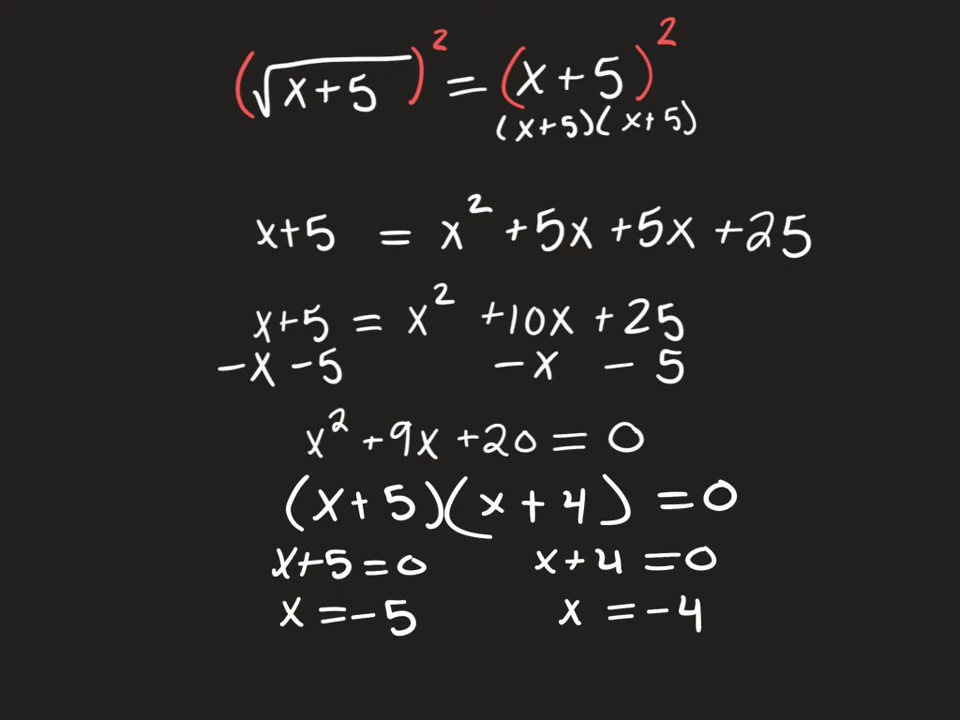 (√x+5)² = (x+5)²
(x+5)(x+5)
x+5 = x² +5x +5x +25
x+5 = x² +10x +25
-x -5 -x - 5
x² +9x +20 = 0
(x+5)(x+4) = 0
x+5=0 x+4=0
x=-5 x=-4